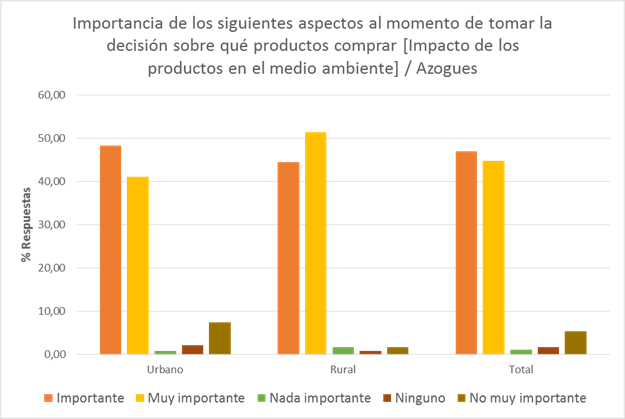 Importancia de los siguientes aspectos al momento de tomar la
decisión sobre qué productos comprar [Impacto de los
productos en el medio ambiente] / Azogues
60,00
50,00
40,00
30,00
20,00
10,00
0,00
% Respuestas
Urbano Rural Total
Importante Muy importante Nada importante Ninguno No muy importante